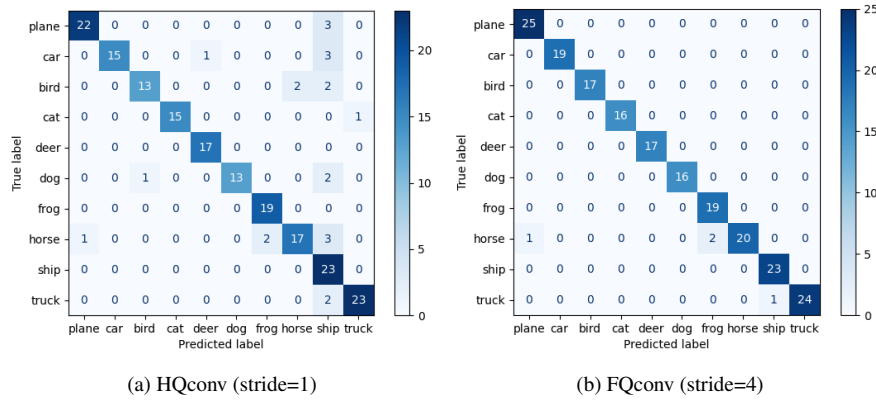 plane 22 0 0 0 0 0 0 0 3 0
car 0 15 0 0 1 0 0 0 3 0
bird 0 0 13 0 0 0 0 2 2 0
cat 0 0 0 15 0 0 0 0 0 1
deer 0 0 0 0 17 0 0 0 0 0
dog 0 0 1 0 0 13 0 0 2 0
frog 0 0 0 0 0 0 19 0 0 0
horse 1 0 0 0 0 0 2 17 3 0
ship 0 0 0 0 0 0 0 0 23 0
truck 0 0 0 0 0 0 0 0 2 23
plane car bird cat deer dog frog horse ship truck
Predicted label
True label
20
15
10
5
0
(a) HQconv (stride=1)
plane 25 0 0 0 0 0 0 0 0 0
car 0 19 0 0 0 0 0 0 0 0
bird 0 0 17 0 0 0 0 0 0 0
cat 0 0 0 16 0 0 0 0 0 0
deer 0 0 0 0 17 0 0 0 0 0
dog 0 0 0 0 0 16 0 0 0 0
frog 0 0 0 0 0 0 19 0 0 0
horse 1 0 0 0 0 0 2 20 0 0
ship 0 0 0 0 0 0 0 0 23 0
truck 0 0 0 0 0 0 0 0 1 24
plane car bird cat deer dog frog horse ship truck
Predicted label
True label
25
20
15
10
5
0
(b) FQconv (stride=4)